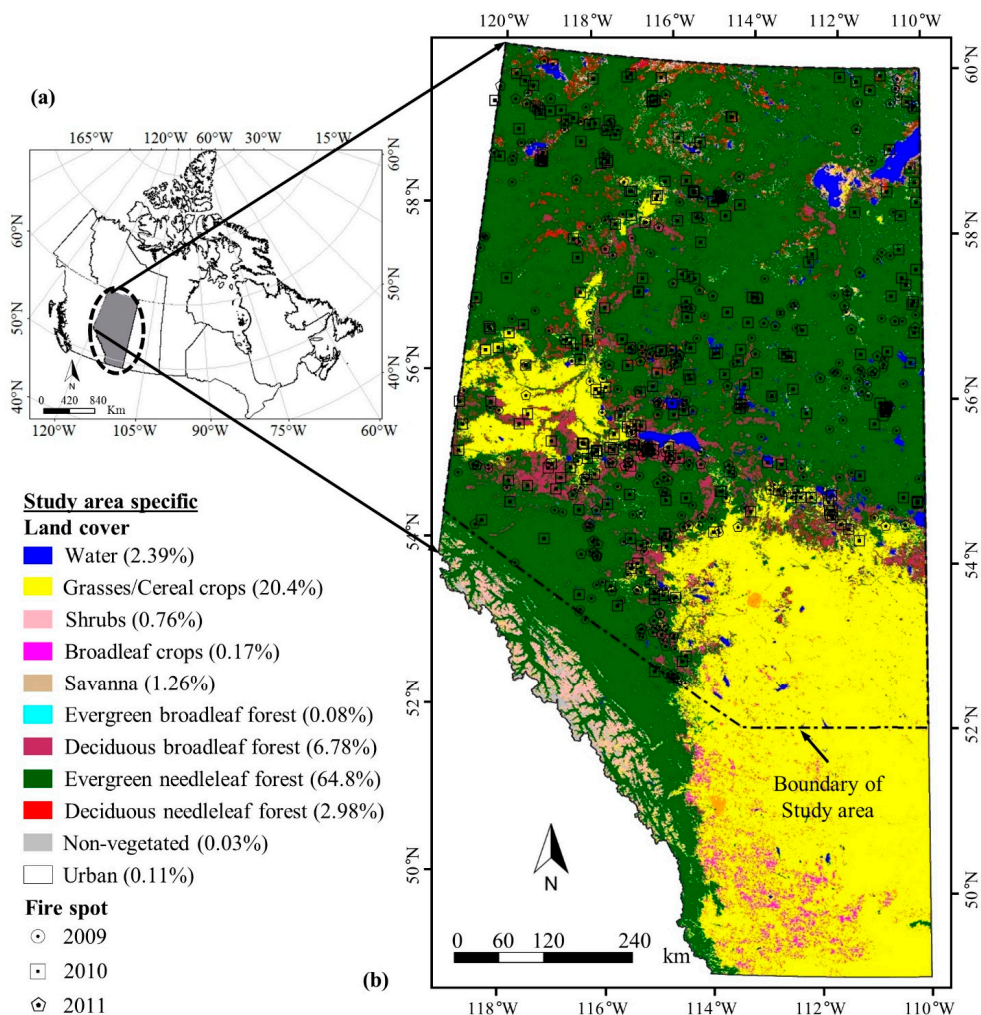 (a)
165°W 120°W 60°W 30°W 15°W
60°N
60°N
50°N
50°N
40°N
40°N
N
0 420 840
Km
120°W 105°W 90°W 75°W 60°W
Study area specific
Land cover
Water (2.39%)
Grasses/Cereal crops (20.4%)
Shrubs (0.76%)
Broadleaf crops (0.17%)
Savanna (1.26%)
Evergreen broadleaf forest (0.08%)
Deciduous broadleaf forest (6.78%)
Evergreen needleleaf forest (64.8%)
Deciduous needleleaf forest (2.98%)
Non-vegetated (0.03%)
Urban (0.11%)
Fire spot
2009
2010
2011
120°W 118°W 116°W 114°W 112°W 110°W
60°N
58°N
58°N
56°N
56°N
54°N
54°N
52°N
52°N
50°N
50°N
Boundary of
Study area
N
0 60 120 240
km
(b)
118°W 116°W 114°W 112°W 110°W